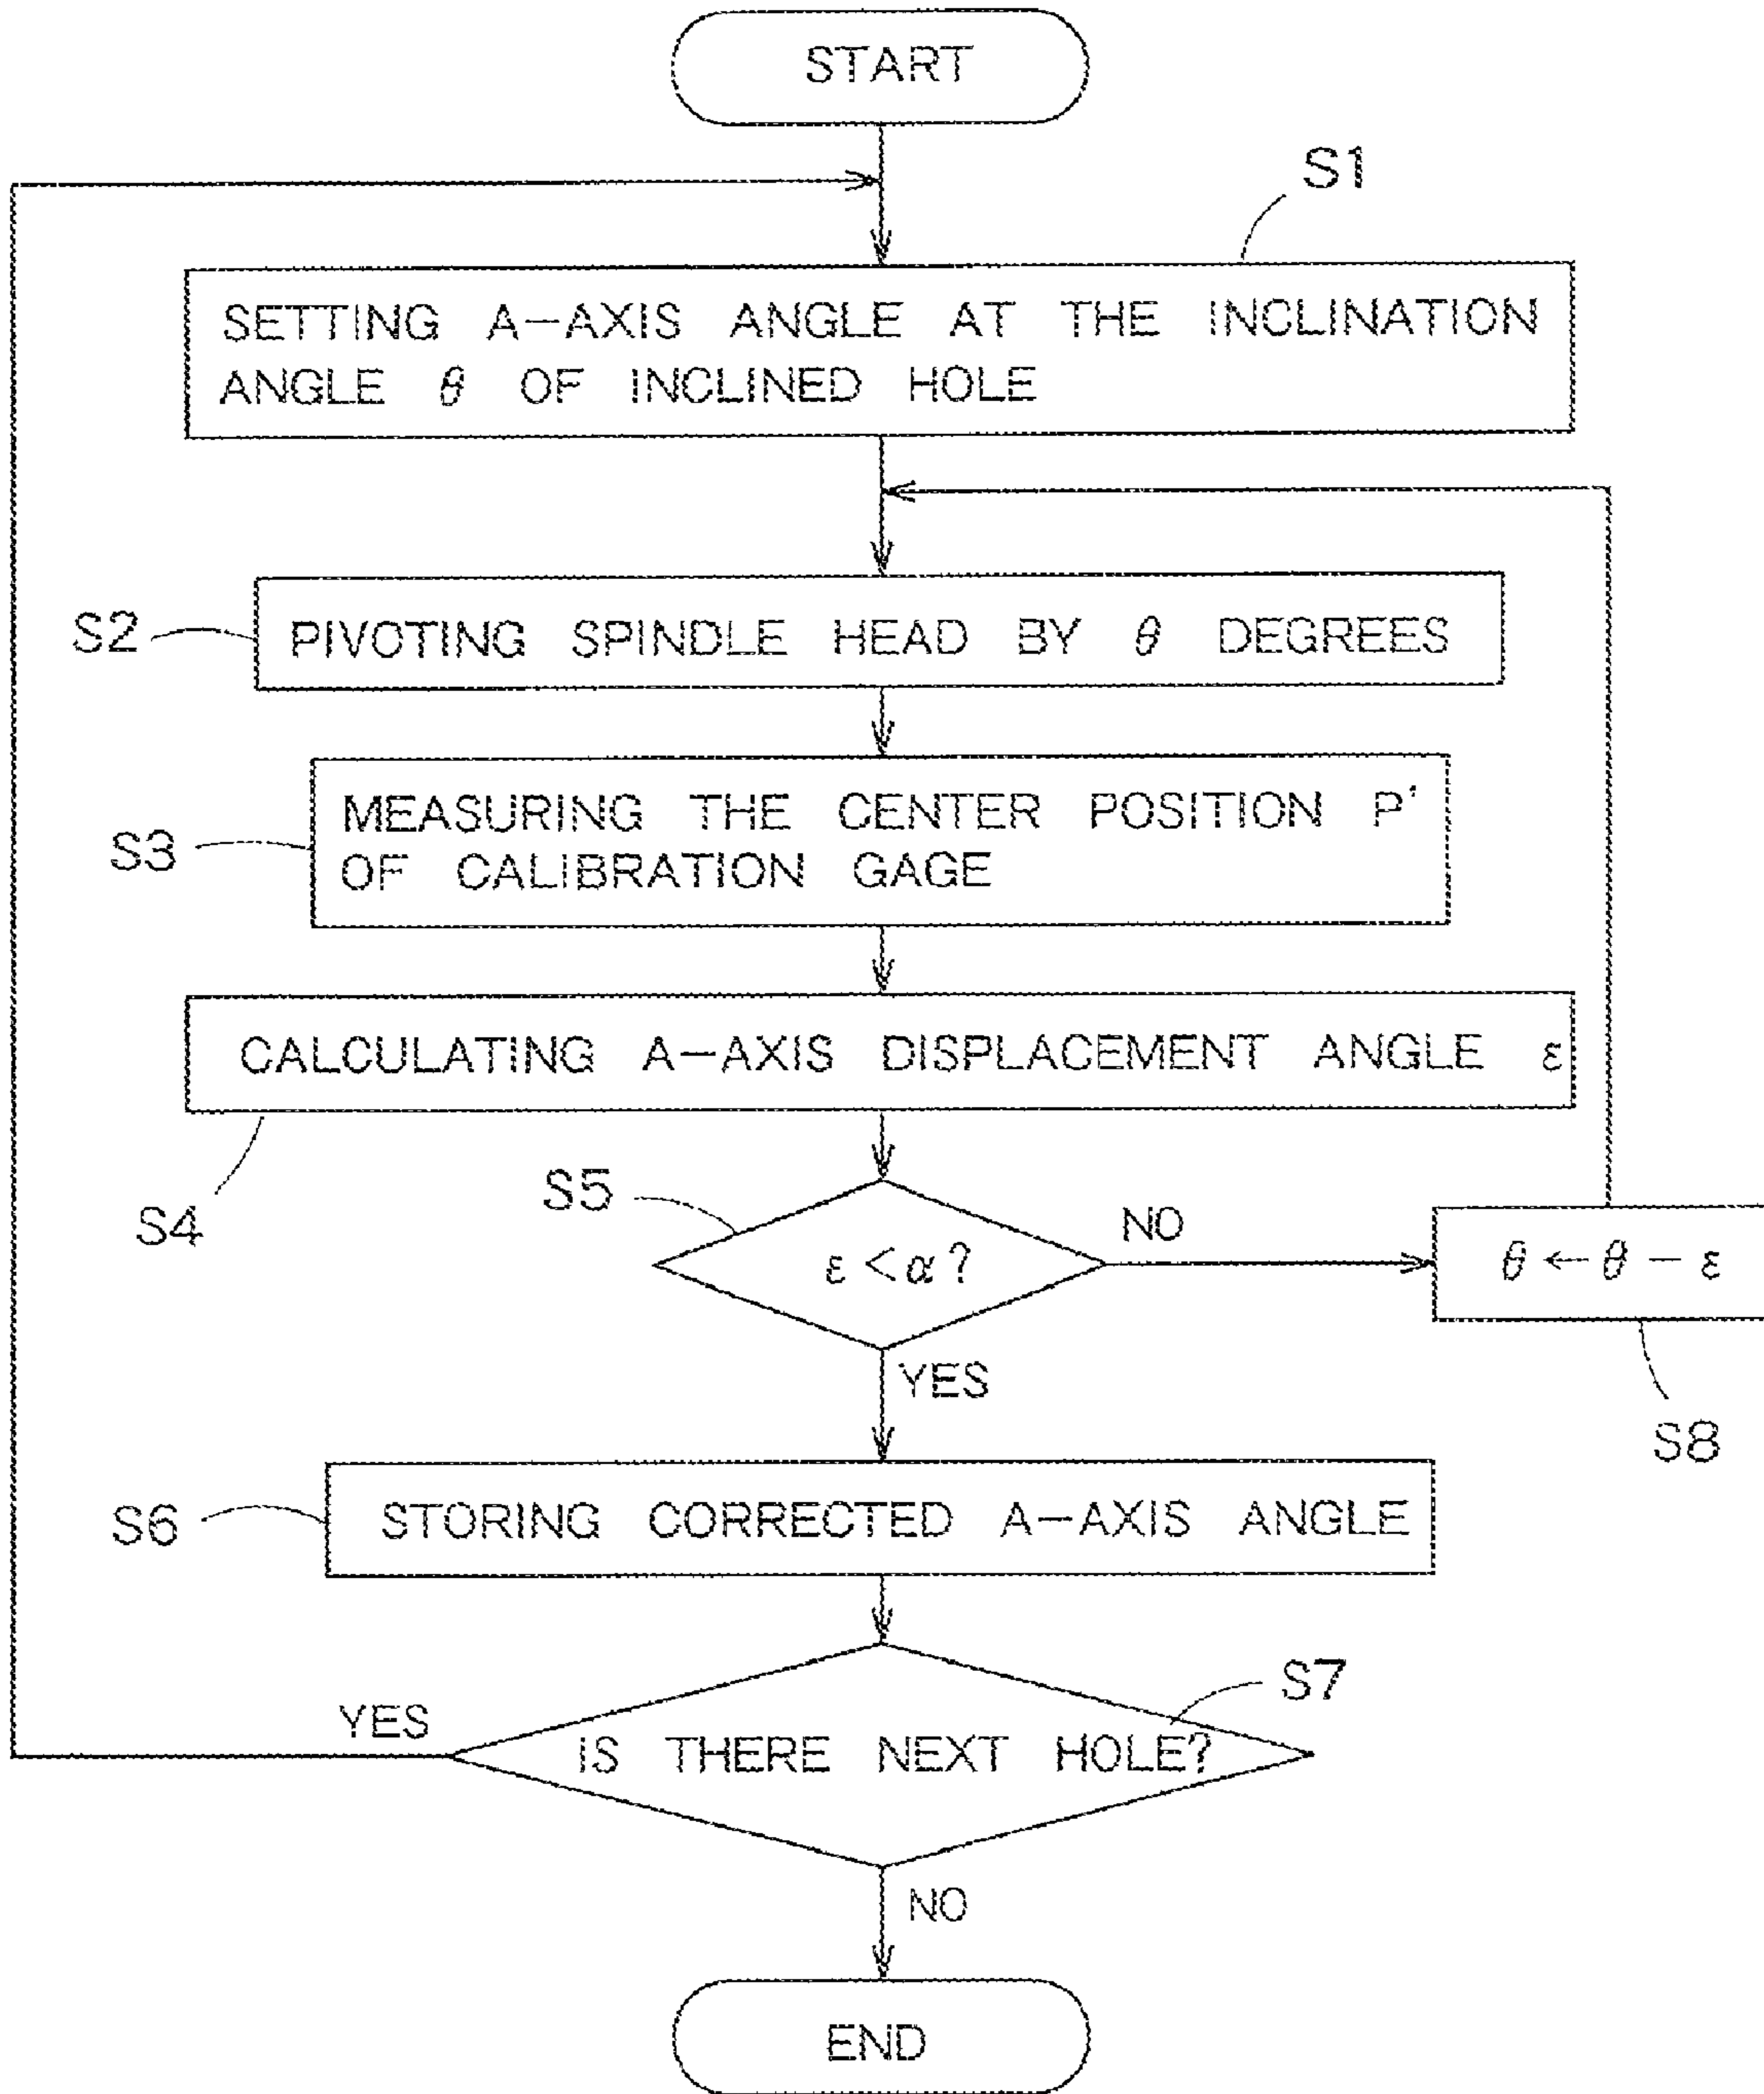 START
S1
SETTING A-AXIS ANGLE AT THE INCLINATION
ANGLE θ OF INCLINED HOLE
S2
PIVOTING SPINDLE HEAD BY θ DEGREES
S3
MEASURING THE CENTER POSITION P'
OF CALIBRATION GAGE
CALCULATING A-AXIS DISPLACEMENT ANGLE ε
S4
S5
ε<α?
NO
θ←θ-ε
S8
YES
S6
STORING CORRECTED A-AXIS ANGLE
S7
YES
IS THERE NEXT HOLE?
NO
END